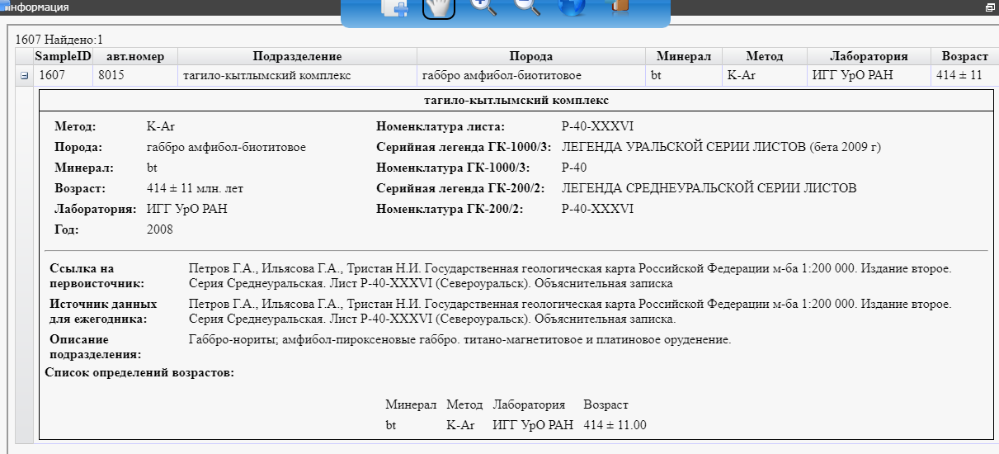 нформация
1607 Найдено:1
SampleID авт.номер Подразделение Порода Минерал Метод Лаборатория Возраст
1607 8015 тагило-кытлымский комплекс габбро амфибол-биотитовое bt K-Ar ИГГ УрО РАН 414 ± 11
тагило-кытлымский комплекс
Метод: K-Ar Номенклатура листа: P-40-XXXVI
Порода: габбро амфибол-биотитовое Серийная легенда ГК-1000/3: ЛЕГЕНДА УРАЛЬСКОЙ СЕРИИ ЛИСТОВ (бета 2009 г)
Минерал: bt Номенклатура ГК-1000/3: P-40
Возраст: 414 ± 11 млн. лет Серийная легенда ГК-200/2: ЛЕГЕНДА СРЕДНЕУРАЛЬСКОЙ СЕРИИ ЛИСТОВ
Лаборатория: ИГГ УрО РАН Номенклатура ГК-200/2: P-40-XXXVI
Год: 2008
Ссылка на первоисточник: Петров Г.А., Ильясова Г.А., Тристан Н.И. Государственная геологическая карта Российской Федерации м-ба 1:200 000. Издание второе.
Серия Среднеуральская. Лист P-40-XXXVI (Североуральск). Объяснительная записка
Источник данных для ежегодника: Петров Г.А., Ильясова Г.А., Тристан Н.И. Государственная геологическая карта Российской Федерации м-ба 1:200 000. Издание второе.
Серия Среднеуральская. Лист P-40-XXXVI (Североуральск). Объяснительная записка.
Описание подразделения: Габбро-нориты; амфибол-пироксеновые габбро. титано-магнетитовое и платиновое оруденение.
Список определений возрастов:
Минерал Метод Лаборатория Возраст
bt K-Ar ИГГ УрО РАН 414 ± 11.00